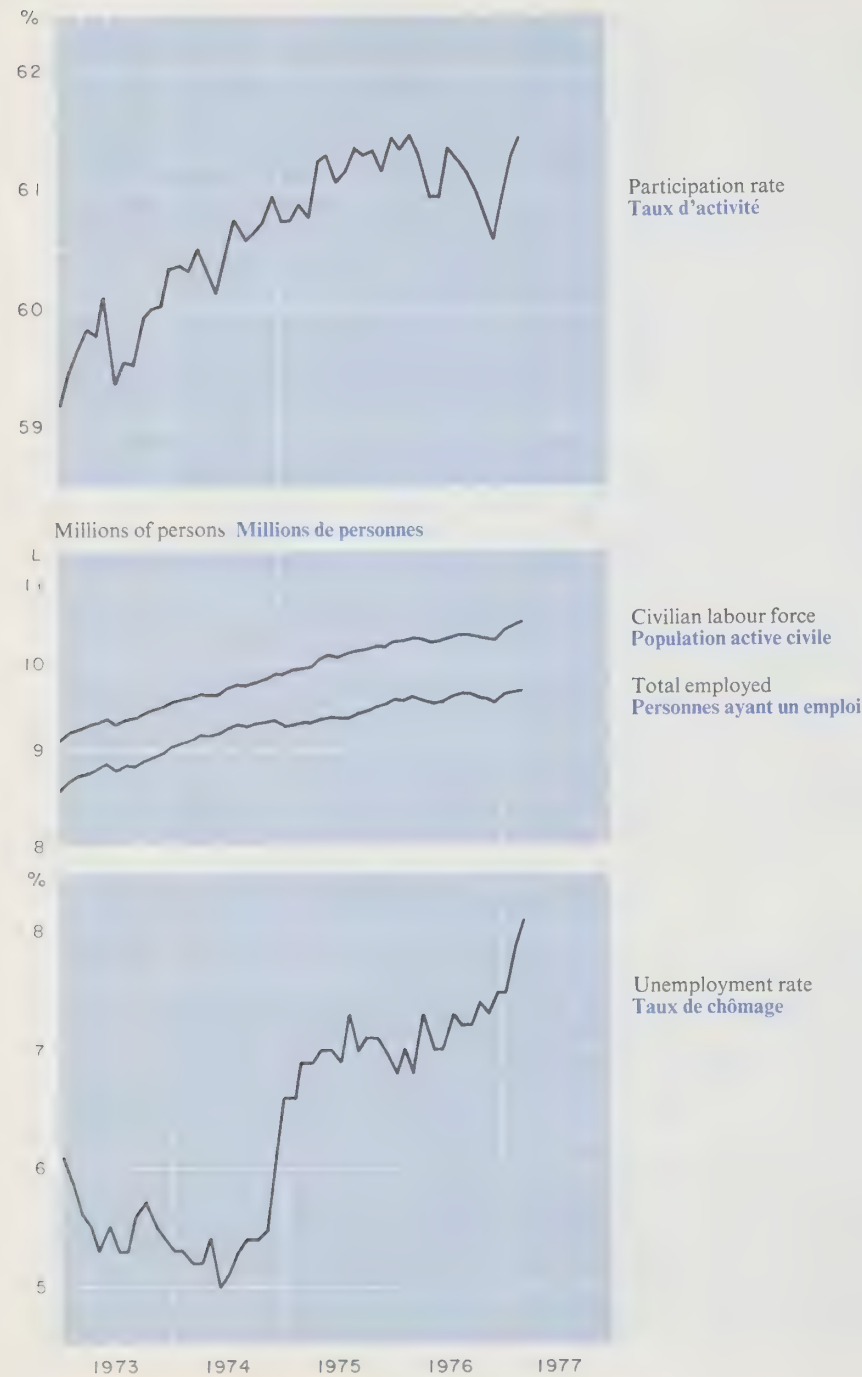 %
62
61
60
59
Participation rate
Taux d'activité
Millions of persons Millions de personnes
10
9
8
Civilian labour force
Population active civile
Total employed
Personnes ayant un emploi
%
8
7
6
5
Unemployment rate
Taux de chômage
1973 1974 1975 1976 1977